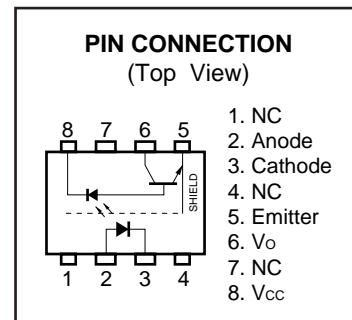 PIN CONNECTION
(Top View)
8 7 6 5
SHIELD
1 2 3 4
1. NC
2. Anode
3. Cathode
4. NC
5. Emitter
6. Vo
7. NC
8. Vcc